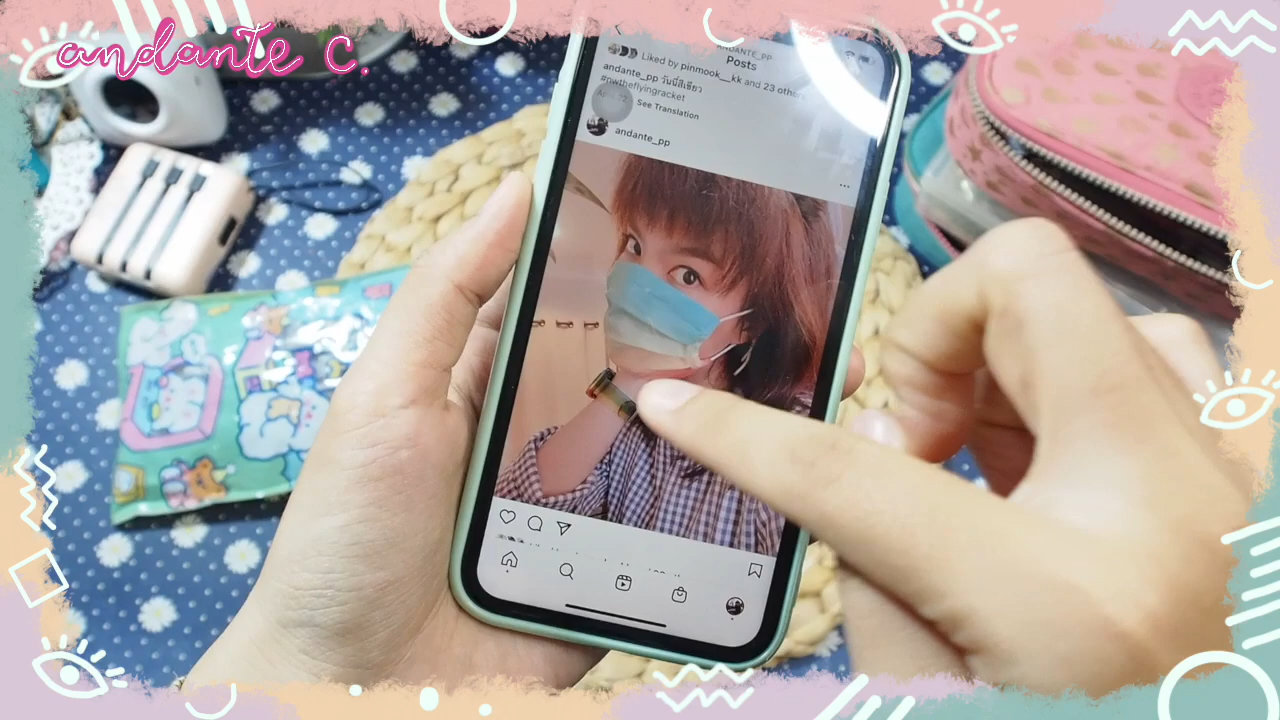 andante c.
ANDANTE_PP
Posts
Liked by pinmook__kk and 23 others
andante_pp วันนี้สีเขียว
#nwtheflyingracket
See Translation
andante_pp